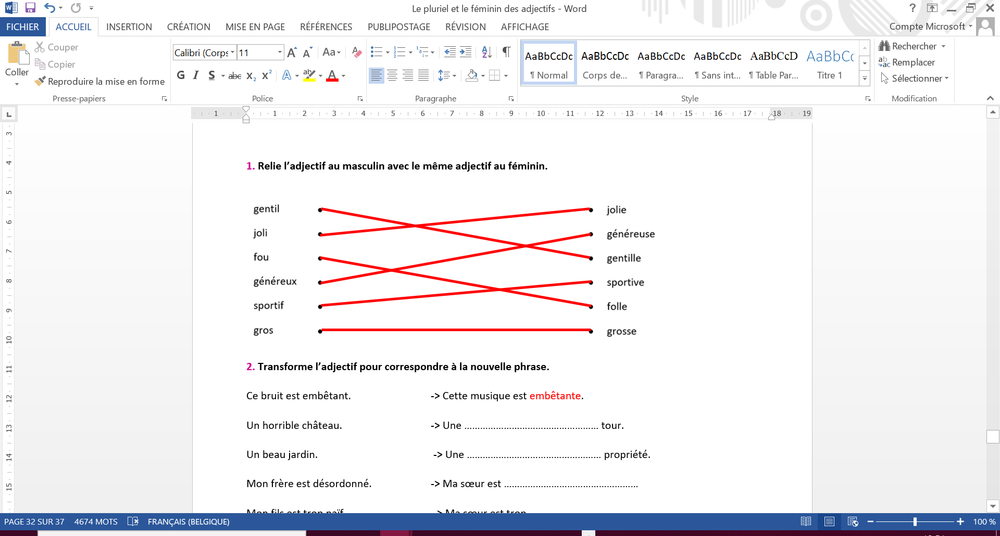 Le pluriel et le féminin des adjectifs - Word
FICHIER ACCUEIL INSERTION CRÉATION MISE EN PAGE RÉFÉRENCES PUBLIPOSTAGE RÉVISION AFFICHAGE Compte Microsoft
Coller
Couper
Copier
Reproduire la mise en forme
Presse-papiers
Calibri (Corps 11
G I S abc X₂ X² A
Police
Paragraphe
AaBbCcDc AaBbCcDc AaBbCcDc AaBbCcDc AaBbCcD AaBbCc
¶ Normal Corps de... ¶ Paragra... ¶ Sans int... ¶ Table Par... Titre 1
Style
Rechercher
Remplacer
Sélectionner
Modification
1 1 2 3 4 5 6 7 8 9 10 11 12 13 14 15 16 17 18 19
3
4
5
6
7
8
9
10
11
12
13
14
15
1. Relie l’adjectif au masculin avec le même adjectif au féminin.
gentil jolie
joli généreuse
fou gentille
généreux sportive
sportif folle
gros grosse
2. Transforme l’adjectif pour correspondre à la nouvelle phrase.
Ce bruit est embêtant. -> Cette musique est embêtante.
Un horrible château. -> Une ................................................... tour.
Un beau jardin. -> Une ................................................... propriété.
Mon frère est désordonné. -> Ma sœur est ...................................................
Mon fils est trop naïf. -> Ma sœur est trop
PAGE 32 SUR 37 4674 MOTS FRANÇAIS (BELGIQUE) 100 %